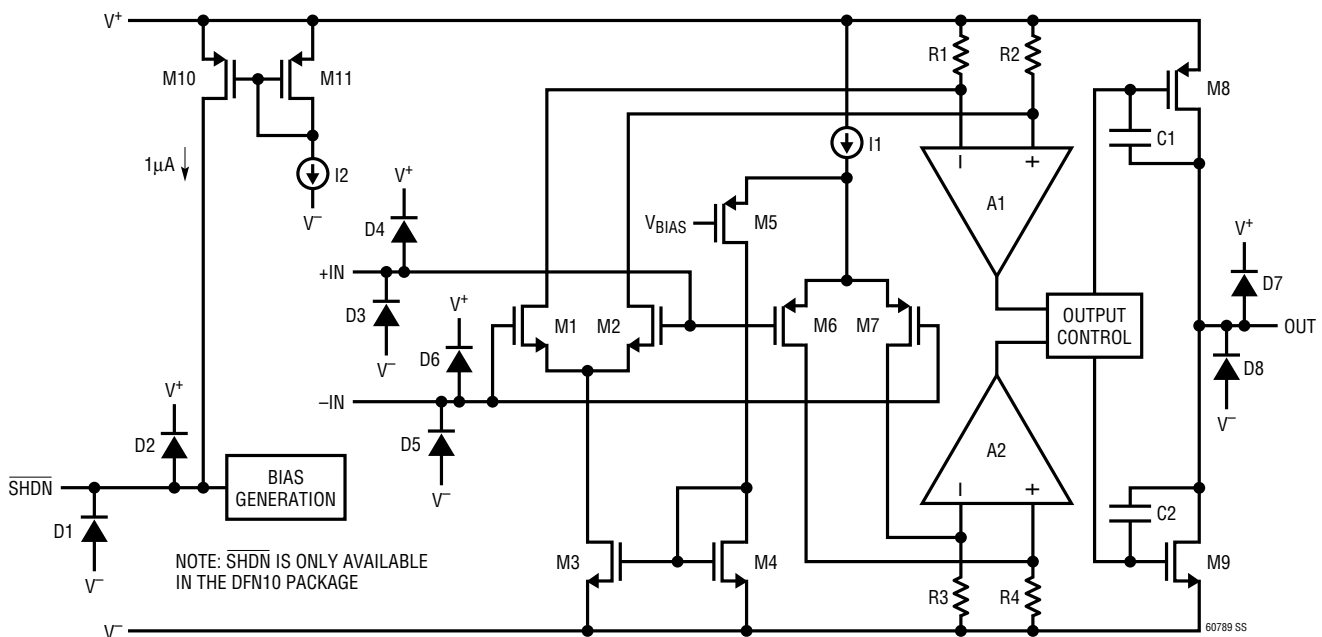 V+
R1
R2
M10
M11
M8
C1
1µA
I2
I1
V–
V+
D4
A1
VBIAS
M5
V+
D7
+IN
D3
V+
M1
M2
M6
M7
OUTPUT
CONTROL
OUT
V–
D6
D8
V+
–IN
V–
D2
D5
A2
BIAS
GENERATION
SHDN
V–
C2
D1
NOTE: SHDN IS ONLY AVAILABLE
IN THE DFN10 PACKAGE
M3
M4
M9
V–
R3
R4
V–
60789 SS